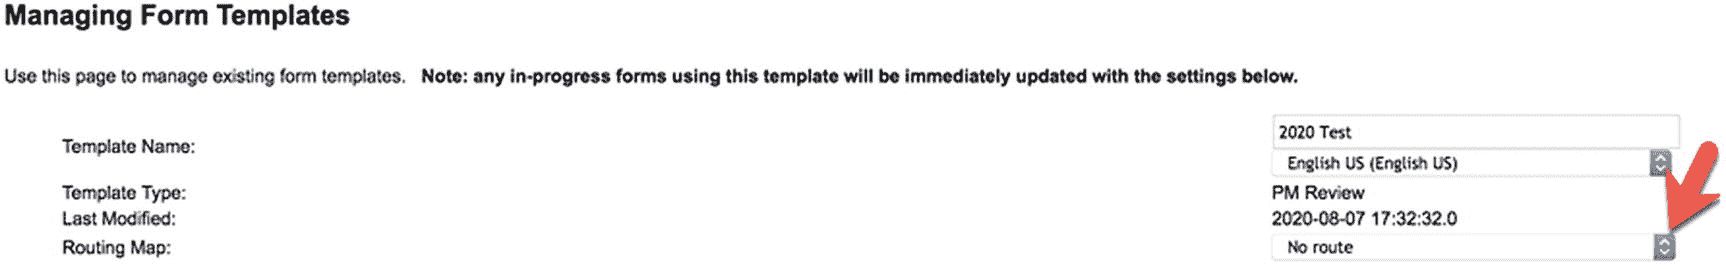 Managing Form Templates
Use this page to manage existing form templates. Note: any in-progress forms using this template will be immediately updated with the settings below.
Template Name: 2020 Test
English US (English US)
Template Type: PM Review
Last Modified: 2020-08-07 17:32:32.0
Routing Map: No route